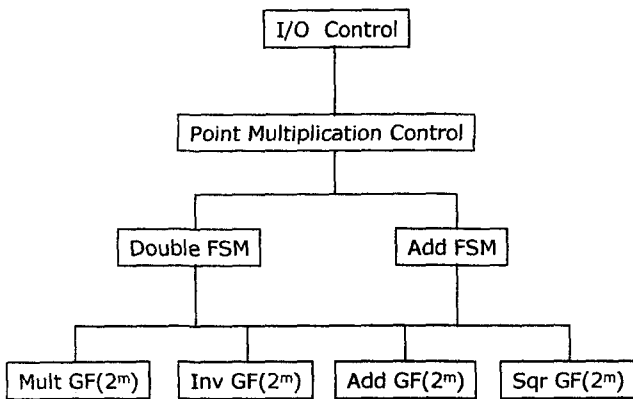 I/O Control
Point Multiplication Control
Double FSM
Add FSM
Mult GF(2ᵐ)
Inv GF(2ᵐ)
Add GF(2ᵐ)
Sqr GF(2ᵐ)